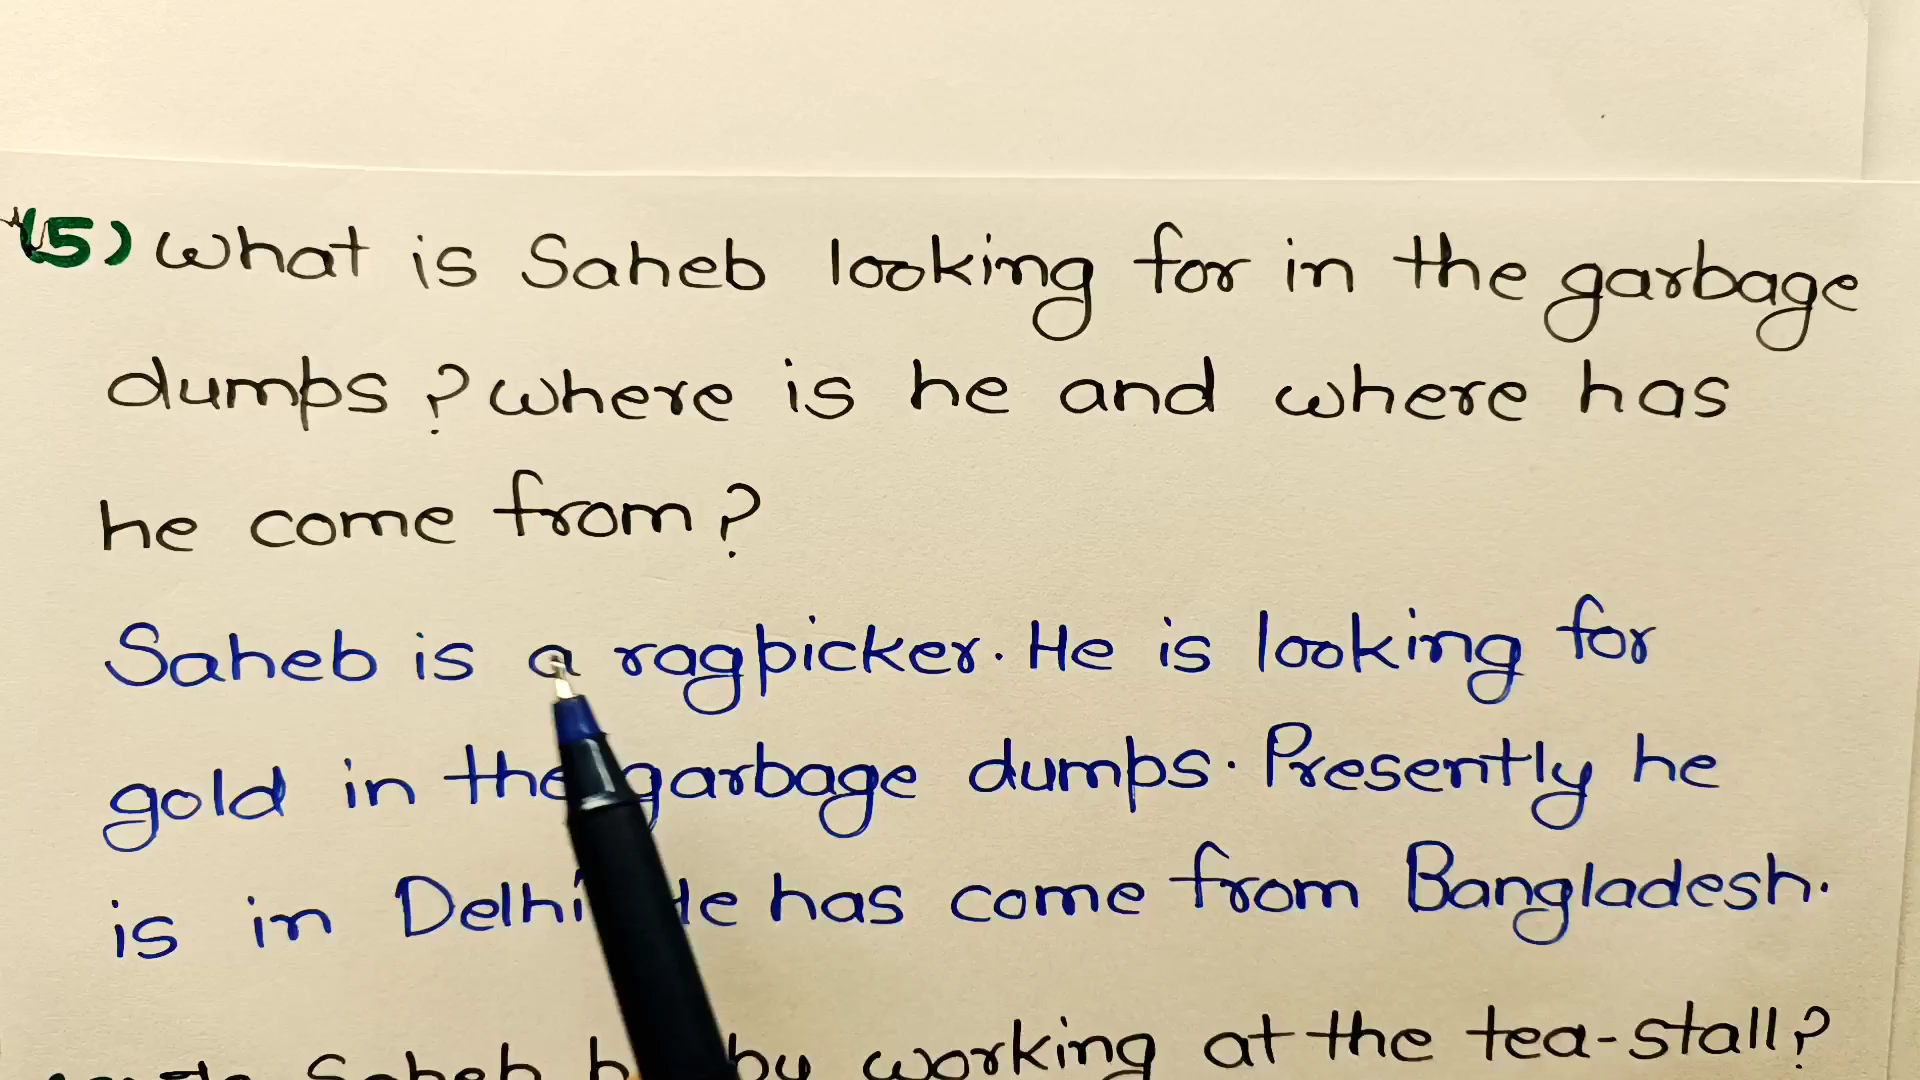 (5) What is Saheb looking for in the garbage
dumps? Where is he and where has
he come from?
Saheb is a ragpicker. He is looking for
gold in the garbage dumps. Presently he
is in Delhi He has come from Bangladesh.
Saheb by working at the tea-stall?